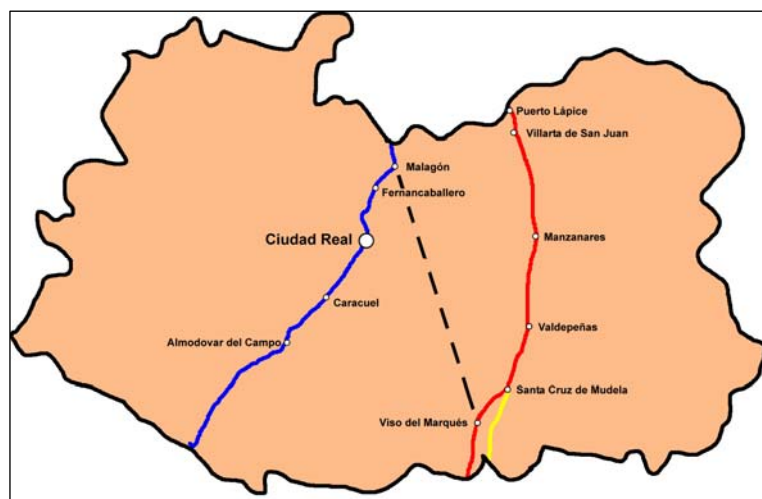 Puerto Lápice
Villarta de San Juan
Malagón
Fernancaballero
Ciudad Real
Manzanares
Caracuel
Valdepeñas
Almodovar del Campo
Santa Cruz de Mudela
Viso del Marqués